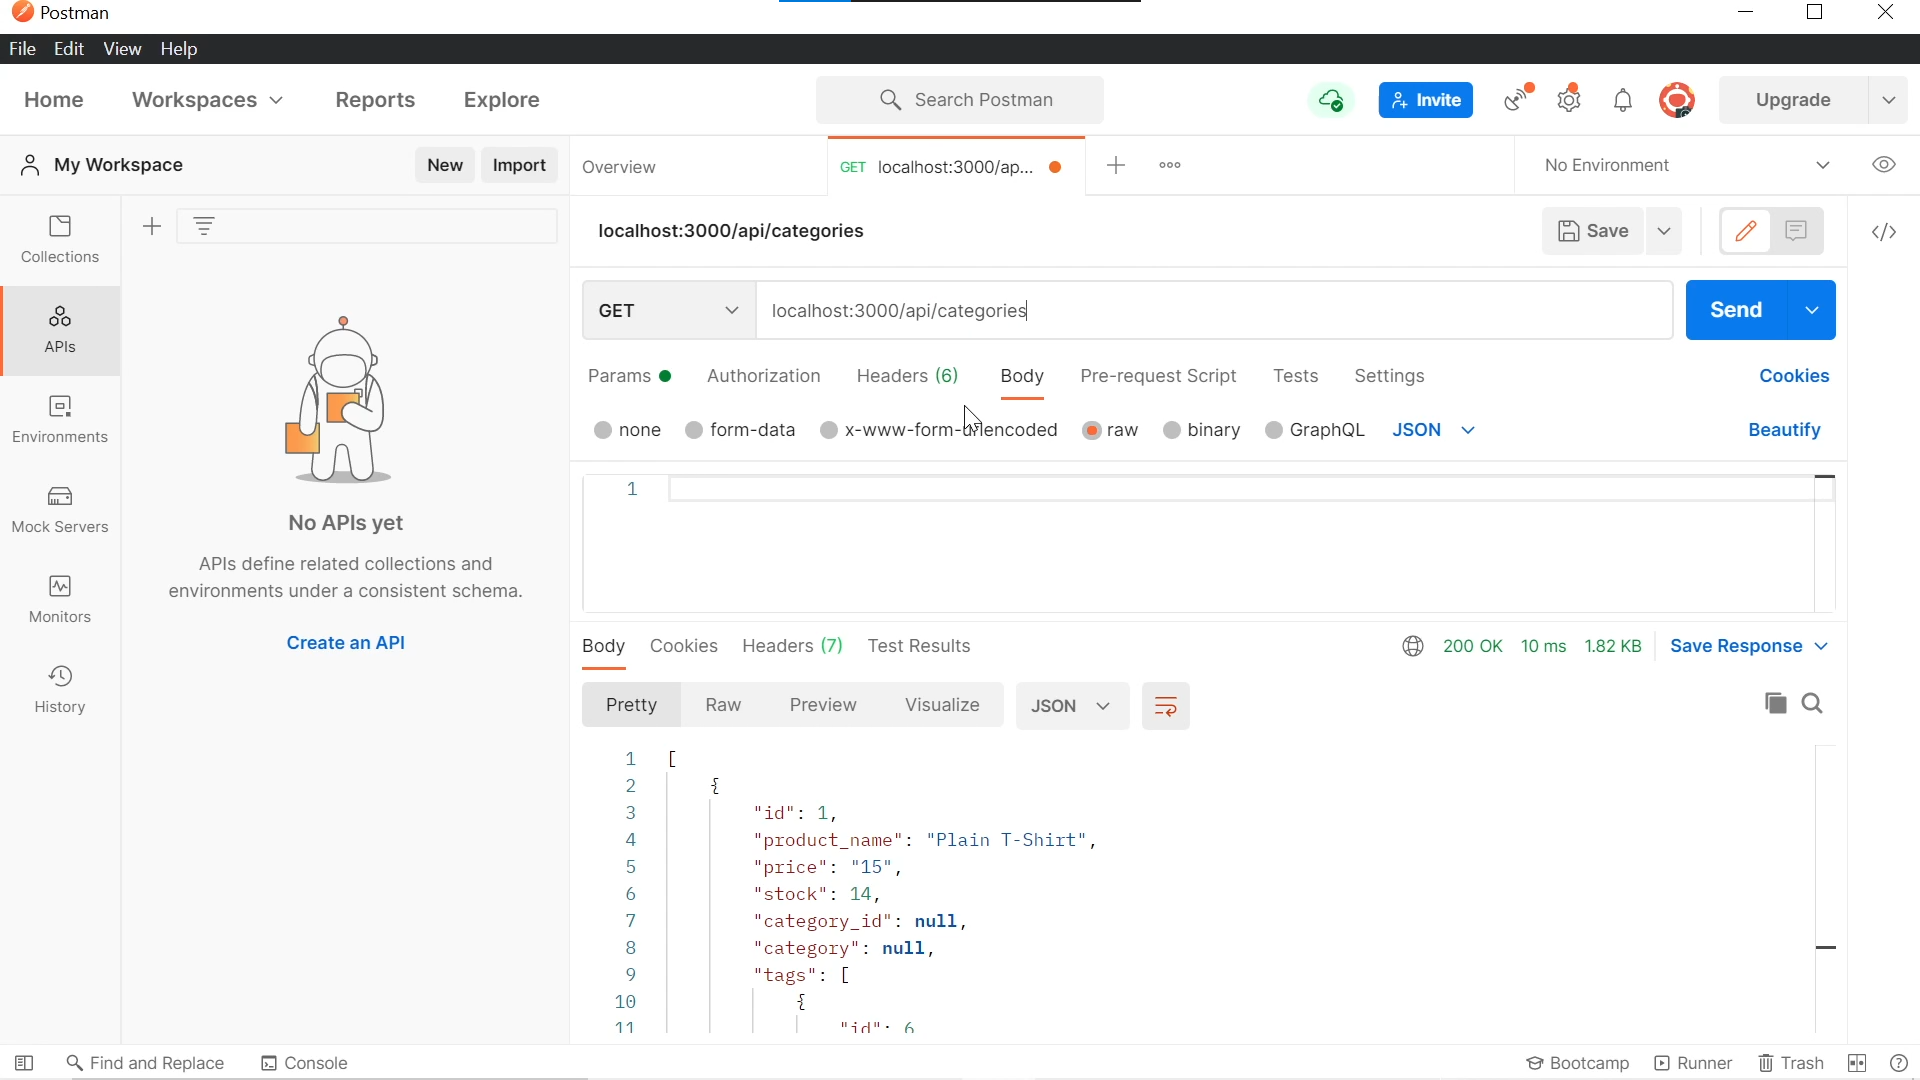 Postman
File Edit View Help
Home Workspaces Reports Explore Search Postman Invite Upgrade
My Workspace New Import Overview GET localhost:3000/ap... No Environment
localhost:3000/api/categories Save
Collections
GET localhost:3000/api/categories Send
APIs
Params Authorization Headers (6) Body Pre-request Script Tests Settings Cookies
none form-data x-www-form-urlencoded raw binary GraphQL JSON Beautify
Environments
1
Mock Servers
No APIs yet
APIs define related collections and
environments under a consistent schema.
Monitors
Create an API
Body Cookies Headers (7) Test Results 200 OK 10 ms 1.82 KB Save Response
History
Pretty Raw Preview Visualize JSON
1 [
2 {
3 "id": 1,
4 "product_name": "Plain T-Shirt",
5 "price": "15",
6 "stock": 14,
7 "category_id": null,
8 "category": null,
9 "tags": [
10 {
11 "id": 6
Find and Replace Console Bootcamp Runner Trash